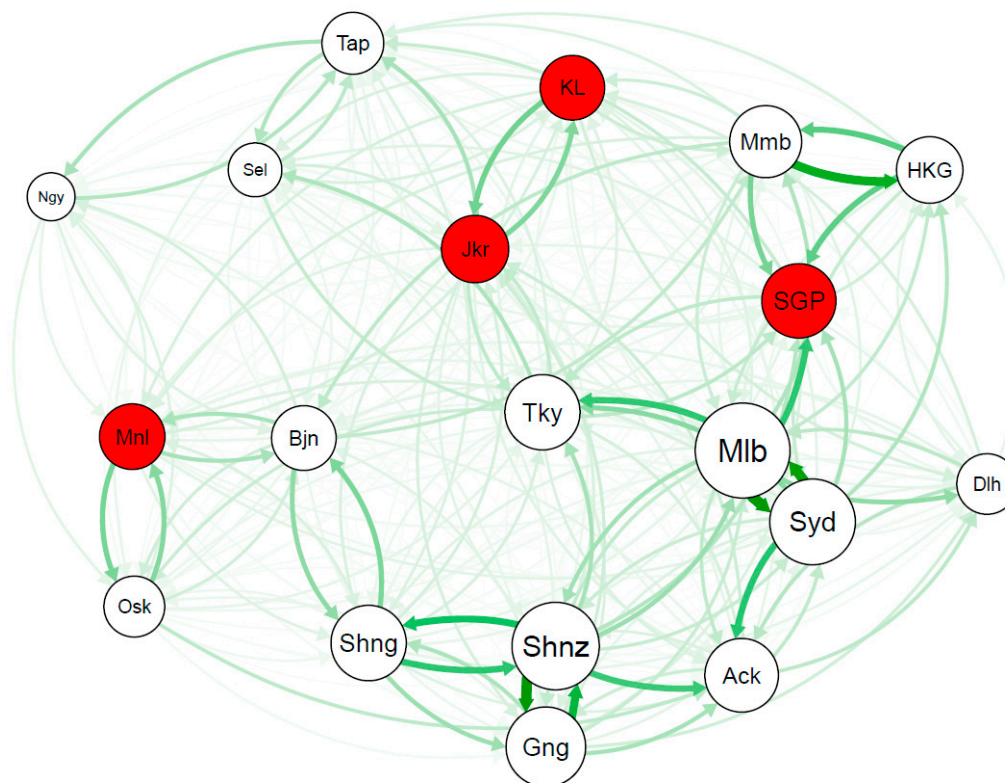 Tap
KL
Mmb
HKG
Sel
Ngy
Jkr
SGP
Tky
Mnl
Bjn
Mlb
Dlh
Syd
Osk
Shng
Shnz
Ack
Gng